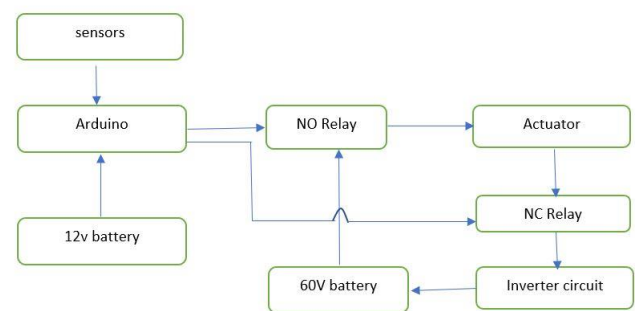 sensors
Arduino
NO Relay
Actuator
NC Relay
12v battery
60V battery
Inverter circuit